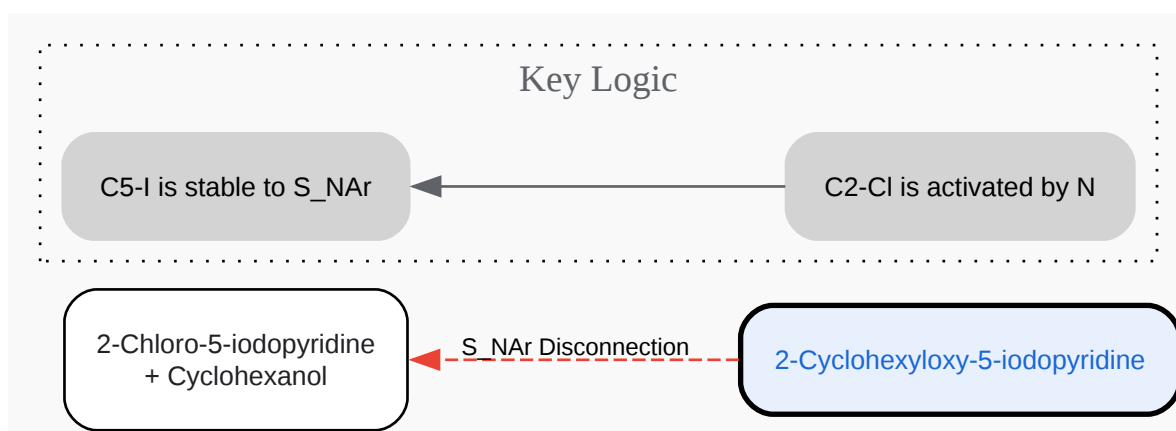 Key Logic
C5-I is stable to S_NAr
C2-Cl is activated by N
2-Chloro-5-iodopyridine
+ Cyclohexanol
S_NAr Disconnection
2-Cyclohexyloxy-5-iodopyridine